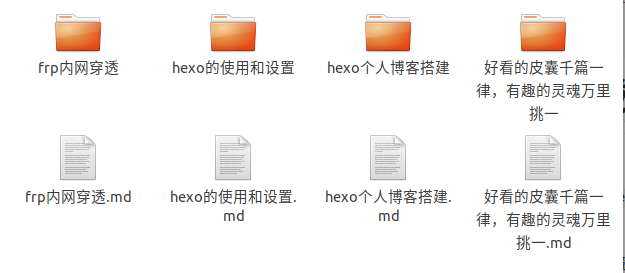 frp内网穿透
hexo的使用和设置
hexo个人博客搭建
好看的皮囊千篇一
律，有趣的灵魂万里
挑一
frp内网穿透.md
hexo的使用和设置.
md
hexo个人博客搭建.
md
好看的皮囊千篇一
律，有趣的灵魂万里
挑一.md